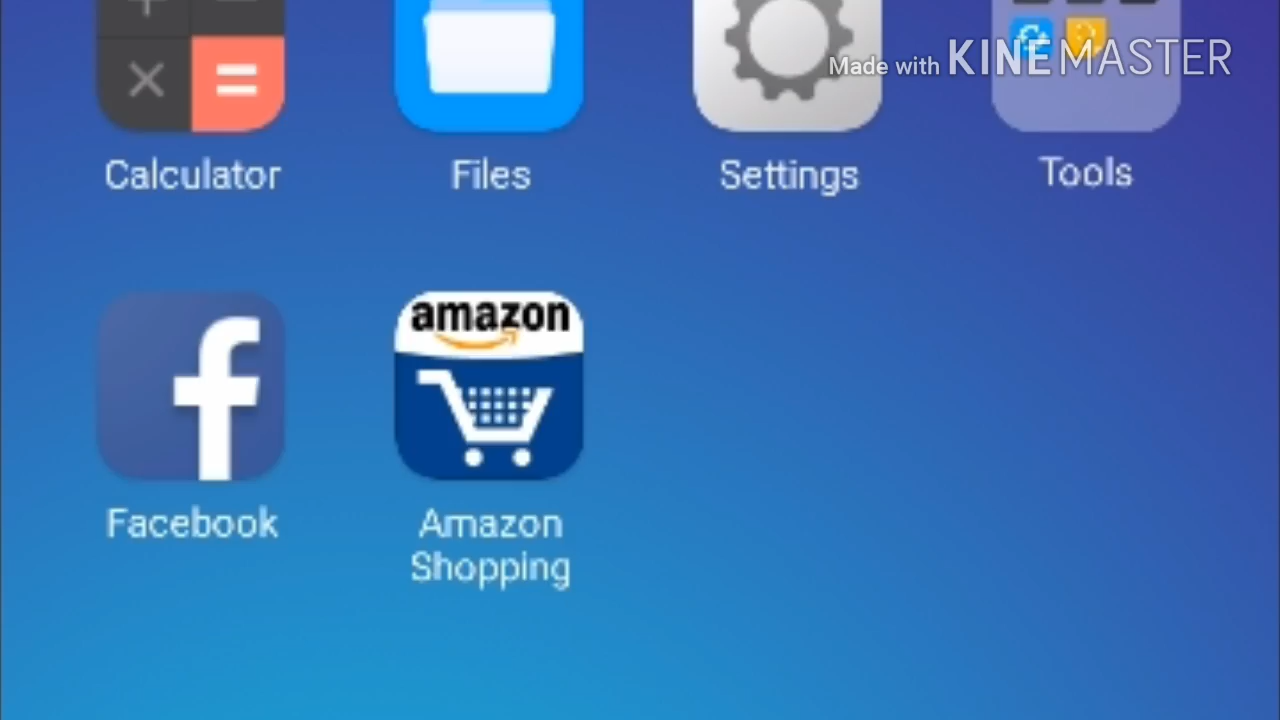 Made with KINEMASTER
Calculator
Files
Settings
Tools
amazon
Facebook
Amazon
Shopping